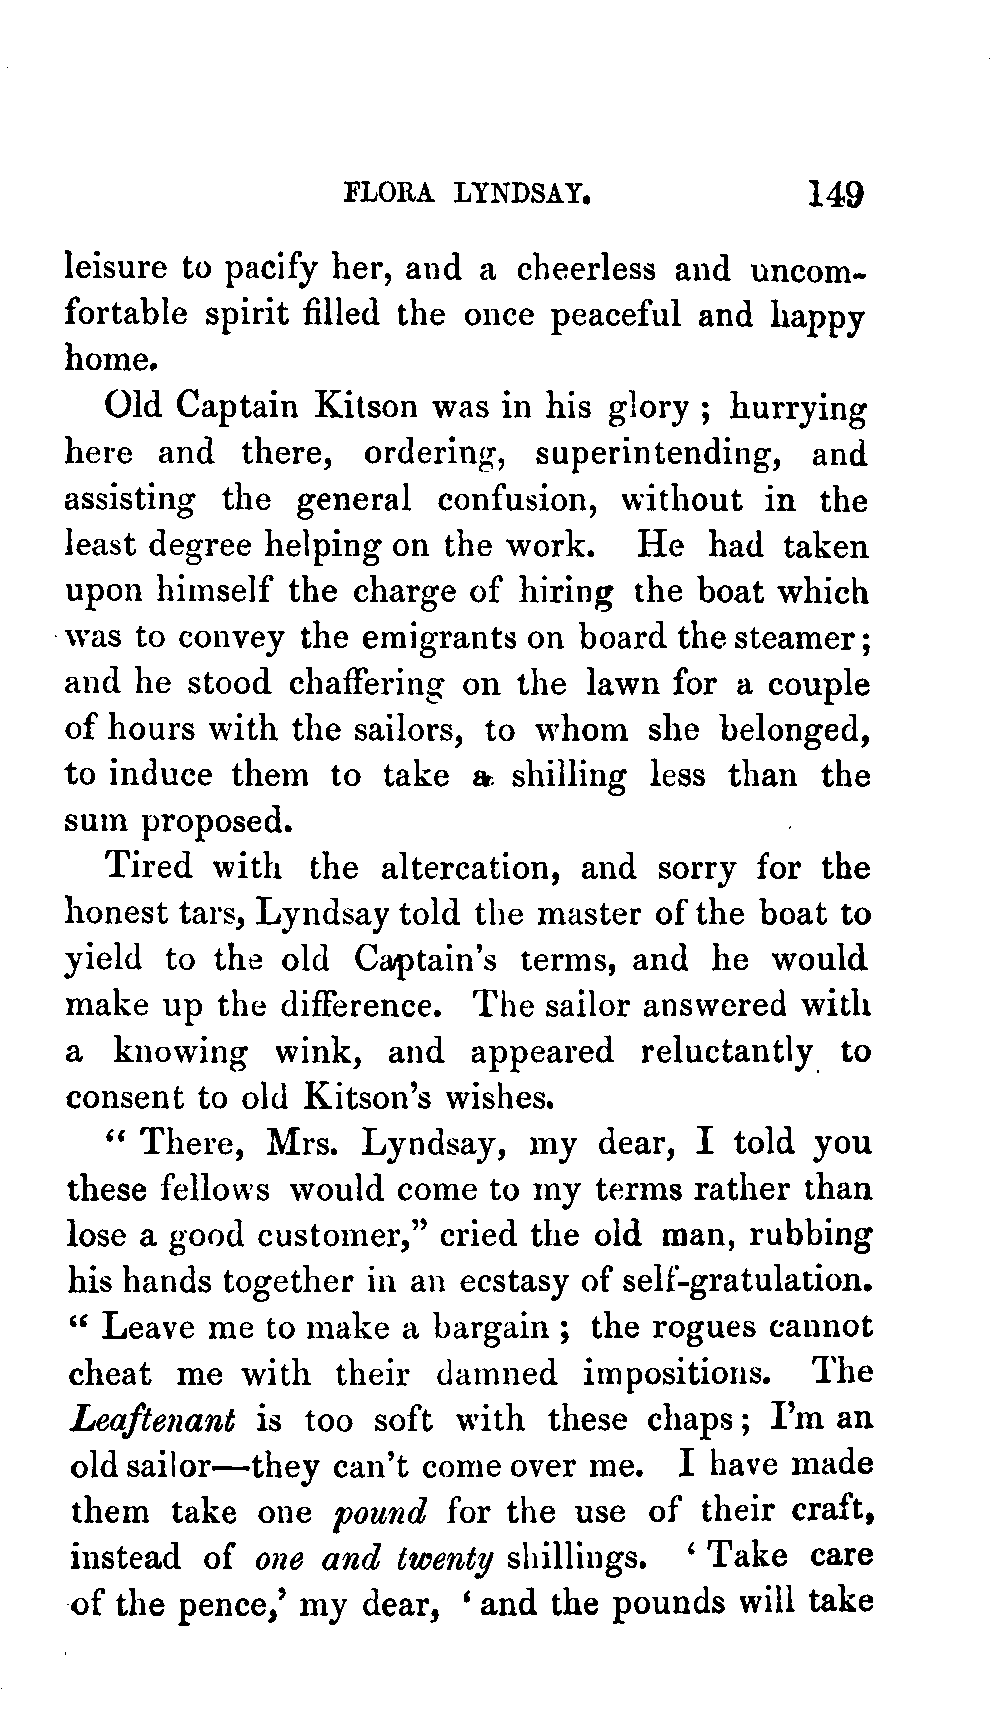 FLORA LYNDSAY. 149
leisure to pacify her, and a cheerless and uncom-
fortable spirit filled the once peaceful and happy
home.
Old Captain Kitson was in his glory ; hurrying
here and there, ordering, superintending, and
assisting the general confusion, without in the
least degree helping on the work. He had taken
upon himself the charge of hiring the boat which
was to convey the emigrants on board the steamer;
and he stood chaffering on the lawn for a couple
of hours with the sailors, to whom she belonged,
to induce them to take a shilling less than the
sum proposed.
Tired with the altercation, and sorry for the
honest tars, Lyndsay told the master of the boat to
yield to the old Captain's terms, and he would
make up the difference. The sailor answered with
a knowing wink, and appeared reluctantly to
consent to old Kitson's wishes.
“ There, Mrs. Lyndsay, my dear, I told you
these fellows would come to my terms rather than
lose a good customer,” cried the old man, rubbing
his hands together in an ecstasy of self-gratulation.
“ Leave me to make a bargain ; the rogues cannot
cheat me with their damned impositions. The
Leaftenant is too soft with these chaps; I'm an
old sailor—they can't come over me. I have made
them take one pound for the use of their craft,
instead of one and twenty shillings. ‘ Take care
of the pence,’ my dear, ‘ and the pounds will take